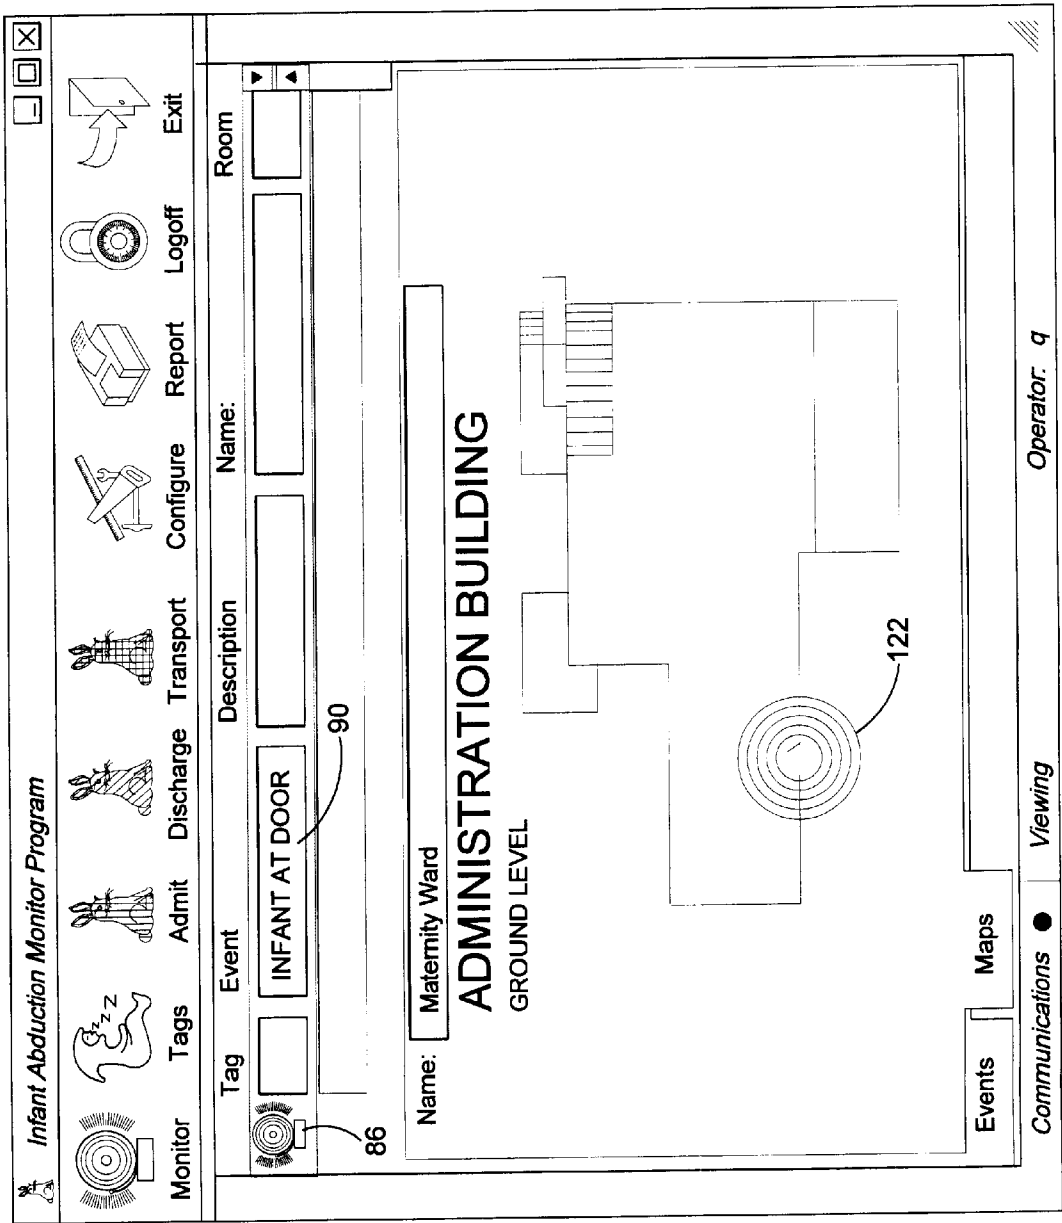 Infant Abduction Monitor Program
Monitor Tags Admit Discharge Transport Configure Report Logoff Exit
Tag Event Description Name: Room
INFANT AT DOOR
86
90
Name: Maternity Ward
ADMINISTRATION BUILDING
GROUND LEVEL
122
Events Maps
Communications Viewing Operator: q